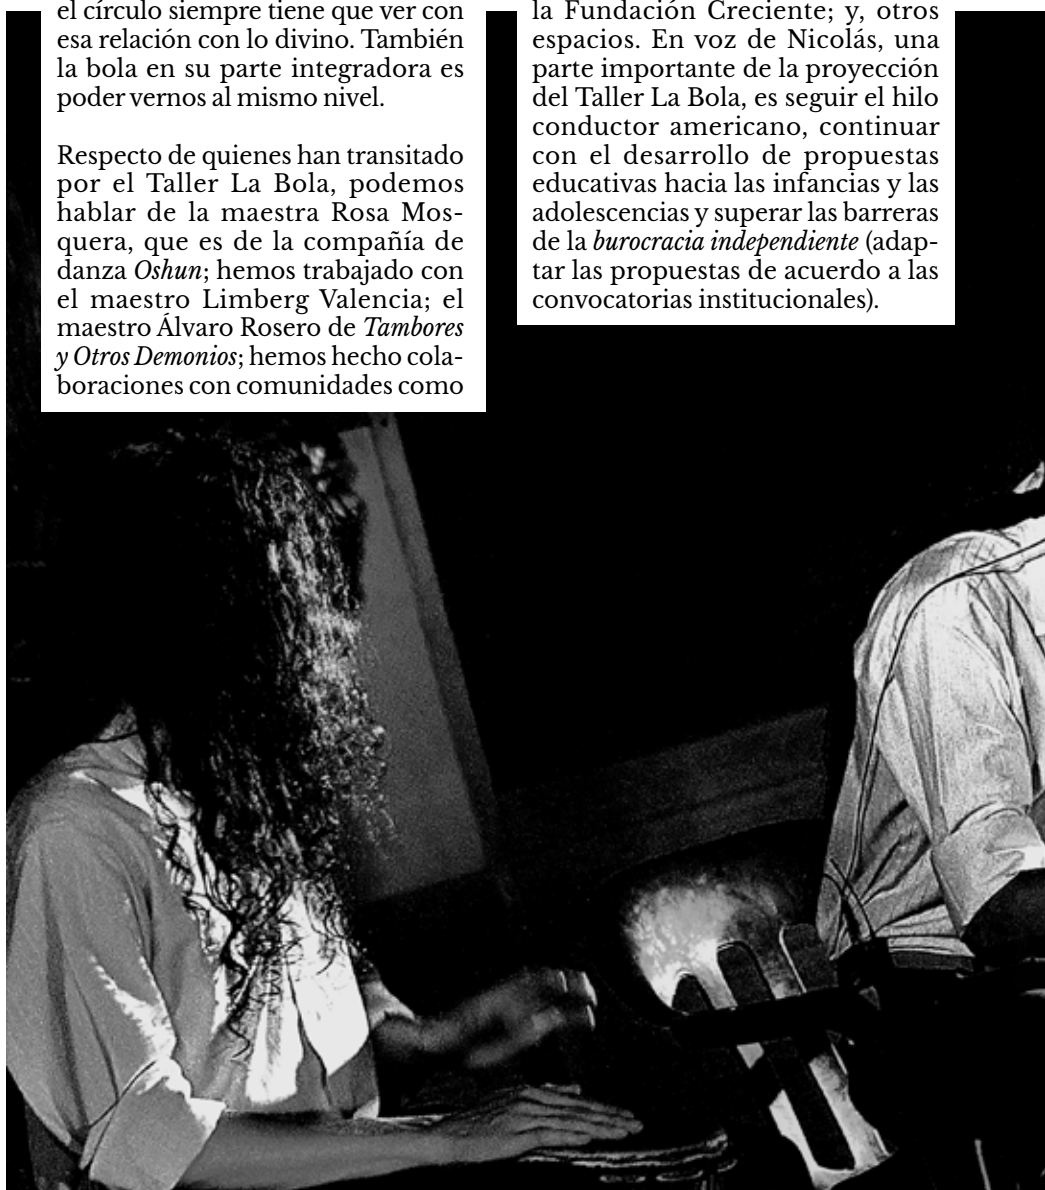 el círculo siempre tiene que ver con
esa relación con lo divino. También
la bola en su parte integradora es
poder vernos al mismo nivel.
Respecto de quienes han transitado
por el Taller La Bola, podemos
hablar de la maestra Rosa Mos-
quera, que es de la compañía de
danza Oshun; hemos trabajado con
el maestro Limberg Valencia; el
maestro Álvaro Rosero de Tambores
y Otros Demonios; hemos hecho cola-
boraciones con comunidades como
la Fundación Creciente; y, otros
espacios. En voz de Nicolás, una
parte importante de la proyección
del Taller La Bola, es seguir el hilo
conductor americano, continuar
con el desarrollo de propuestas
educativas hacia las infancias y las
adolescencias y superar las barreras
de la burocracia independiente (adap-
tar las propuestas de acuerdo a las
convocatorias institucionales).